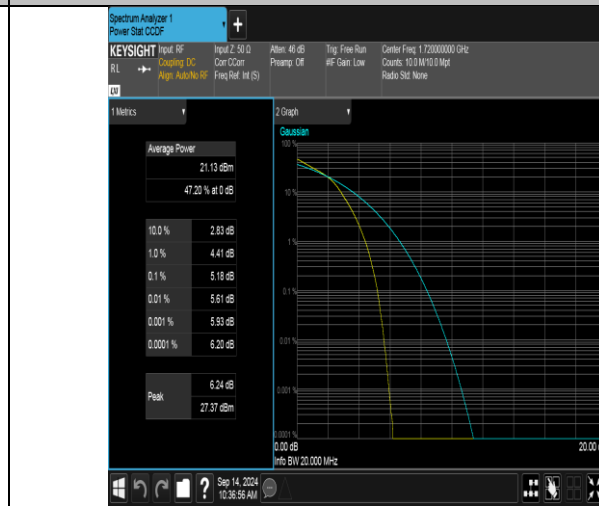 Spectrum Analyzer 1
Power Stat CCDF
+
KEYSIGHT
Input: RF
Input Z: 50 Ω
Atten: 46 dB
Trig: Free Run
Center Freq: 1.720000000 GHz
RL
Coupling: DC
Corr CCorr
Preamp: Off
#IF Gain: Low
Counts: 10.0 M/10.0 Mpt
Align: Auto/No RF
Freq Ref: Int (S)
Radio Std: None
1 Metrics
2 Graph
Gaussian
Average Power
21.13 dBm
47.20 % at 0 dB
10.0 % 2.83 dB
1.0 % 4.41 dB
0.1 % 5.18 dB
0.01 % 5.61 dB
0.001 % 5.93 dB
0.0001 % 6.20 dB
Peak
6.24 dB
27.37 dBm
100 %
10 %
1 %
0.1 %
0.01 %
0.001 %
0.0001 %
0.00 dB
20.00
Info BW 20.000 MHz
?
Sep 14, 2024
10:36:56 AM